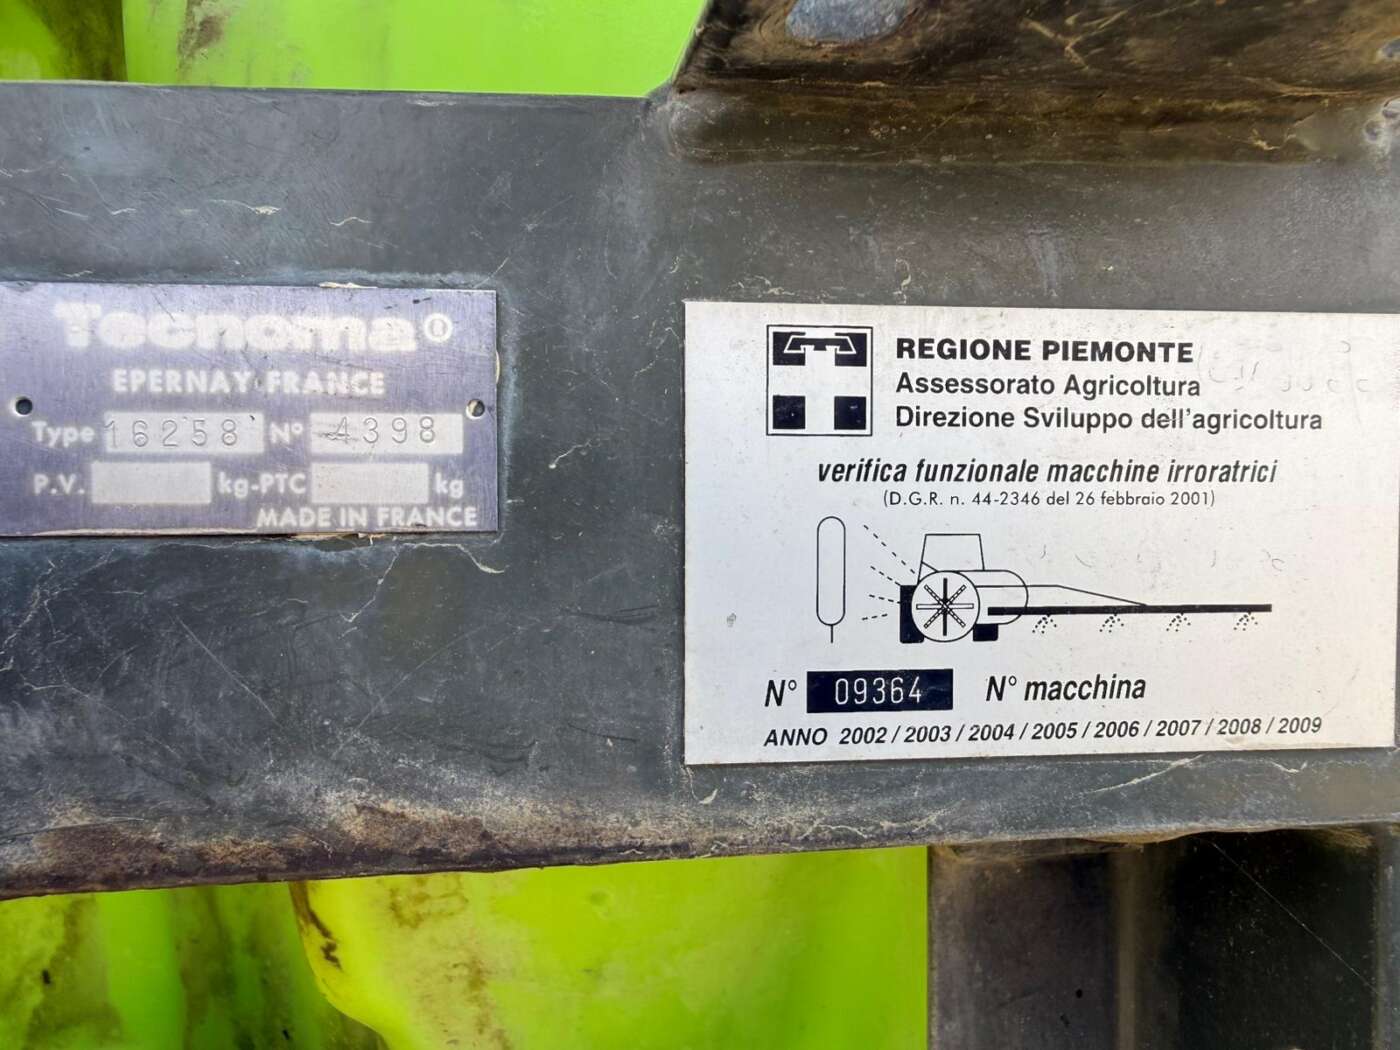 Tecnoma®
EPERNAY-FRANCE
Type 16258 N° 4398
P.V. kg-PTC kg
MADE IN FRANCE
REGIONE PIEMONTE
Assessorato Agricoltura
Direzione Sviluppo dell'agricoltura
verifica funzionale macchine irroratrici
(D.G.R. n. 44-2346 del 26 febbraio 2001)
N° 09364 N° macchina
ANNO 2002 / 2003 / 2004 / 2005 / 2006 / 2007 / 2008 / 2009